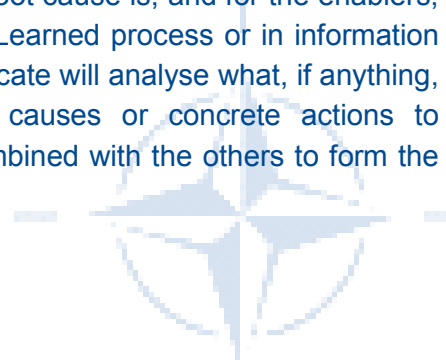 root cause is, and for the enablers,
Learned process or in information
cate will analyse what, if anything,
causes or concrete actions to
mbined with the others to form the